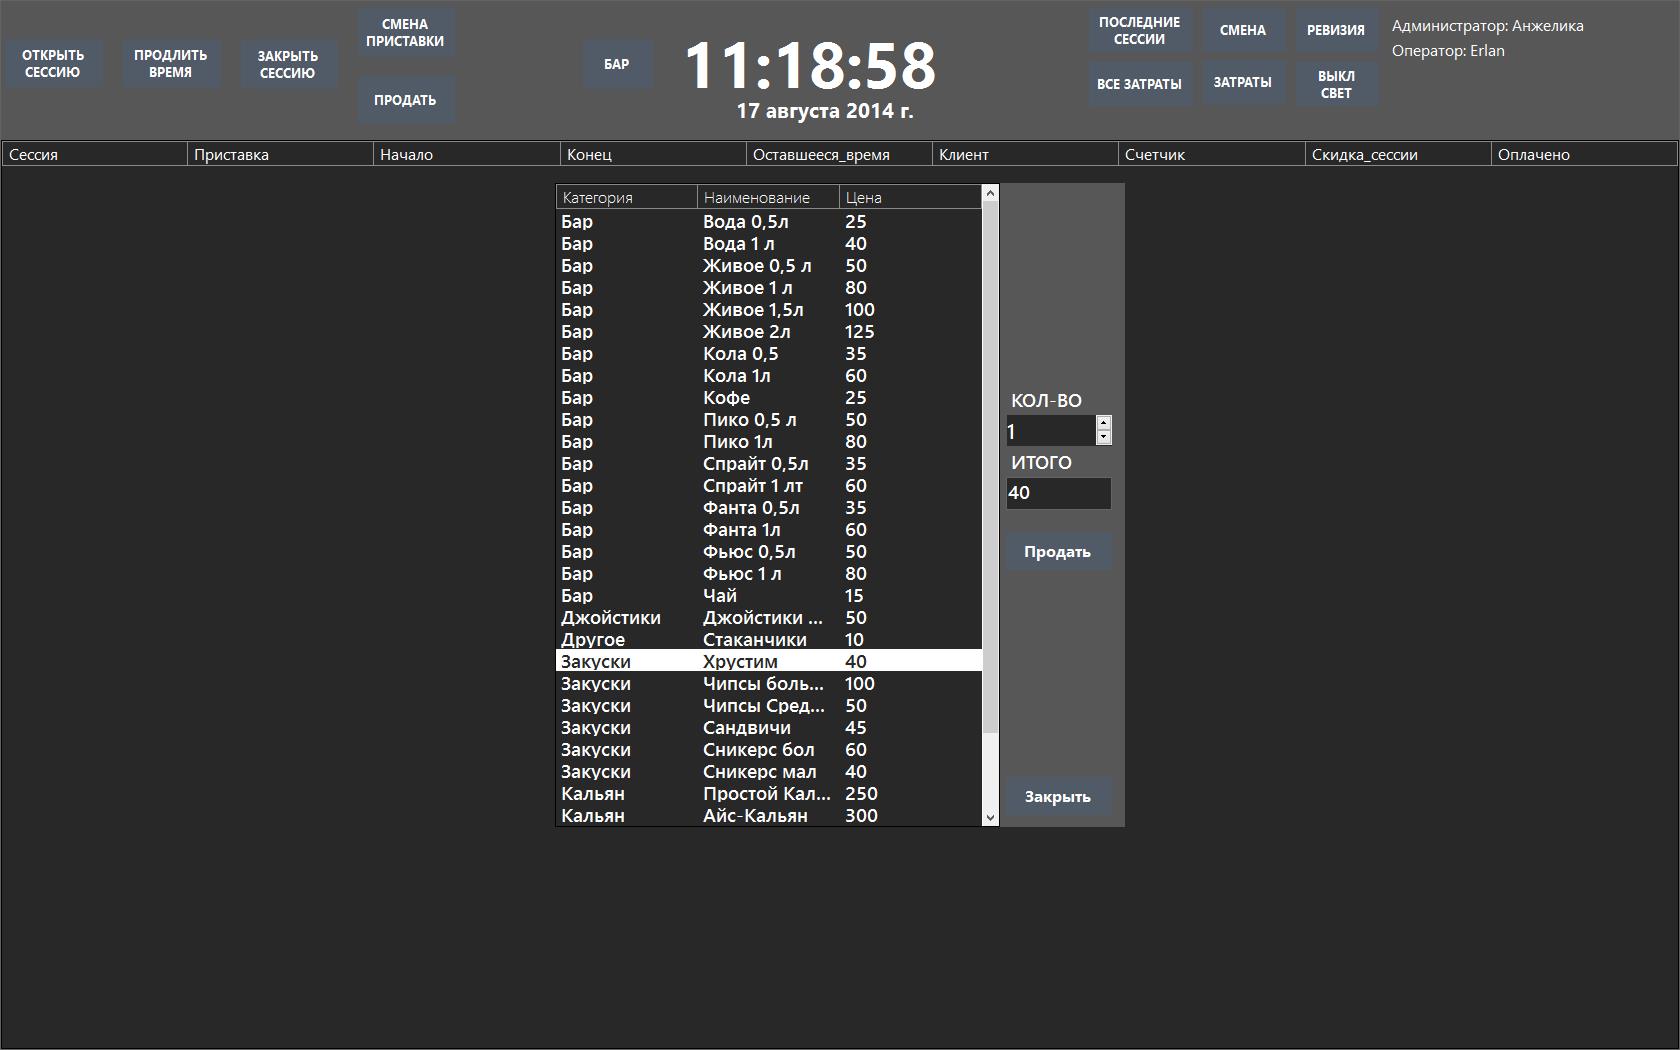 ОТКРЫТЬ
СЕССИЮ
ПРОДЛИТЬ
ВРЕМЯ
ЗАКРЫТЬ
СЕССИЮ
СМЕНА
ПРИСТАВКИ
ПРОДАТЬ
БАР
11:18:58
17 августа 2014 г.
ПОСЛЕДНИЕ
СЕССИИ
СМЕНА
РЕВИЗИЯ
ВСЕ ЗАТРАТЫ
ЗАТРАТЫ
ВЫКЛ
СВЕТ
Администратор: Анжелика
Оператор: Erlan
Сессия Приставка Начало Конец Оставшееся_время Клиент Счетчик Скидка_сессии Оплачено
Категория Наименование Цена
Бар Вода 0,5л 25
Бар Вода 1 л 40
Бар Живое 0,5 л 50
Бар Живое 1 л 80
Бар Живое 1,5л 100
Бар Живое 2л 125
Бар Кола 0,5 35
Бар Кола 1л 60
Бар Кофе 25
Бар Пико 0,5 л 50
Бар Пико 1л 80
Бар Спрайт 0,5л 35
Бар Спрайт 1 лт 60
Бар Фанта 0,5л 35
Бар Фанта 1л 60
Бар Фьюс 0,5л 50
Бар Фьюс 1 л 80
Бар Чай 15
Джойстики Джойстики ... 50
Другое Стаканчики 10
Закуски Хрустим 40
Закуски Чипсы боль... 100
Закуски Чипсы Сред... 50
Закуски Сандвичи 45
Закуски Сникерс бол 60
Закуски Сникерс мал 40
Кальян Простой Кал... 250
Кальян Айс-Кальян 300
КОЛ-ВО
1
ИТОГО
40
Продать
Закрыть